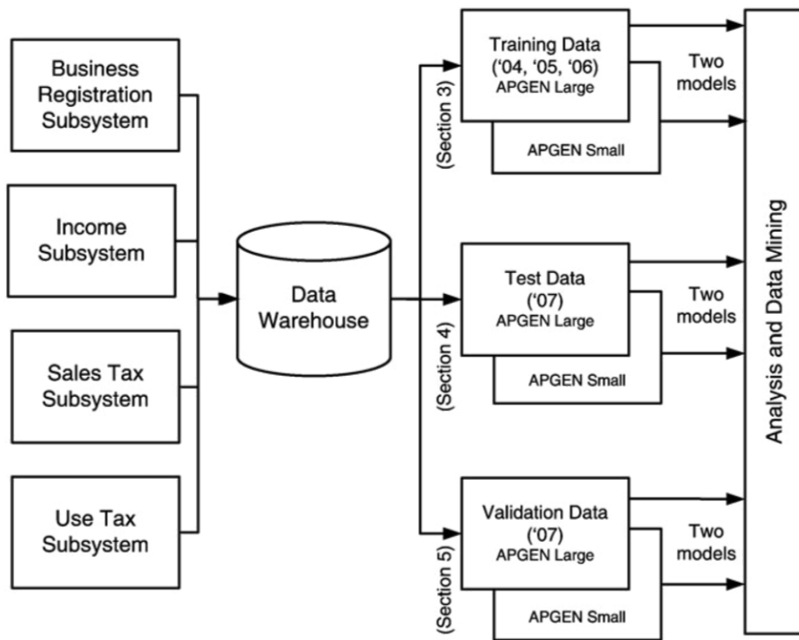 Business
Registration
Subsystem
Income
Subsystem
Sales Tax
Subsystem
Use Tax
Subsystem
Data
Warehouse
(Section 3)
Training Data
(‘04, ‘05, ‘06)
APGEN Large
APGEN Small
Two
models
(Section 4)
Test Data
(‘07)
APGEN Large
APGEN Small
Two
models
(Section 5)
Validation Data
(‘07)
APGEN Large
APGEN Small
Two
models
Analysis and Data Mining